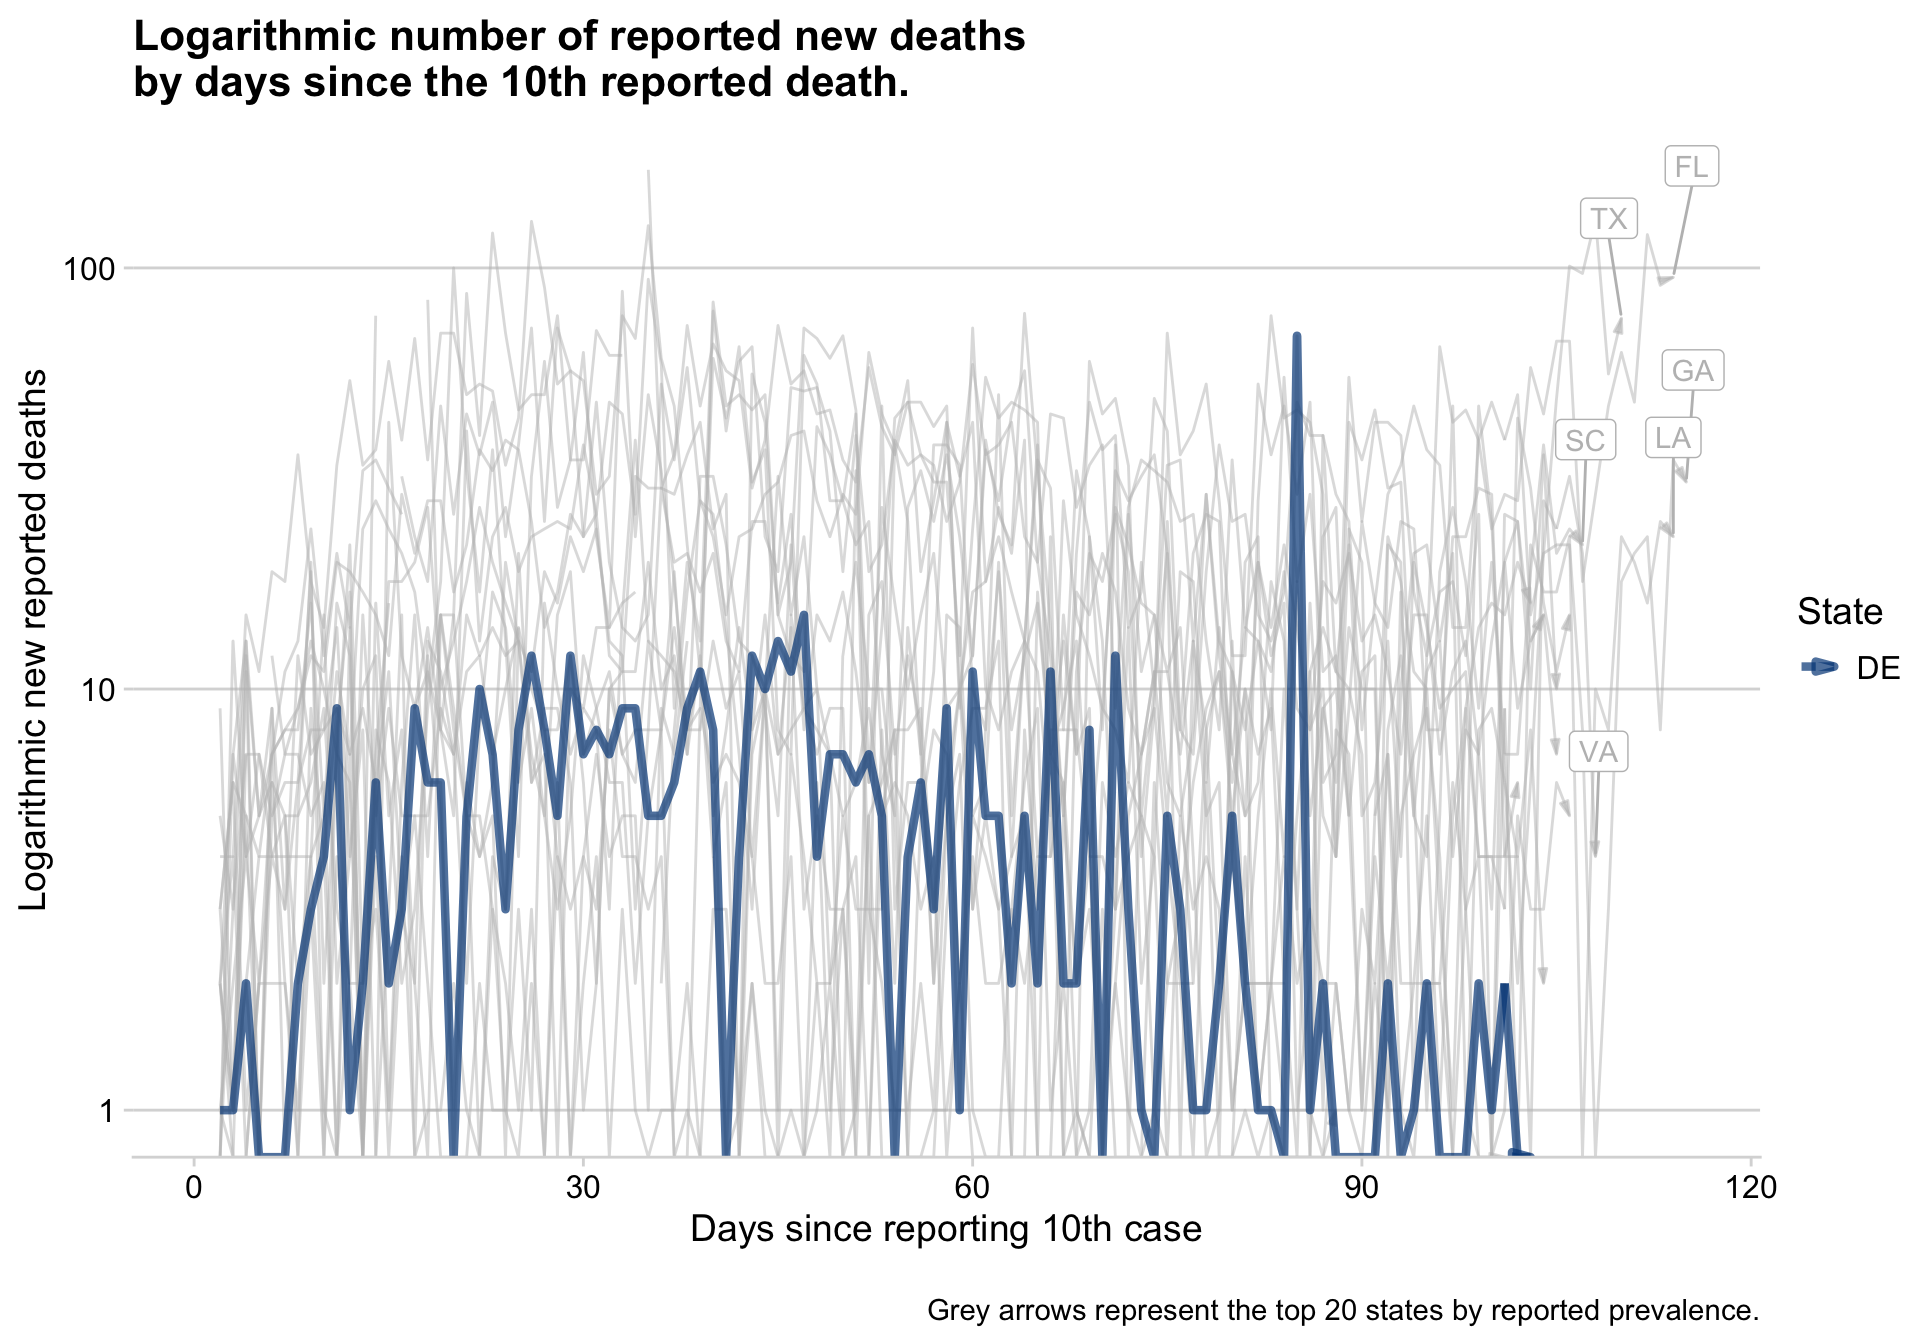 Logarithmic number of reported new deaths
by days since the 10th reported death.
FL
TX
100
GA
SC
LA
Logarithmic new reported deaths
State
DE
10
VA
1
0
30
60
90
120
Days since reporting 10th case
Grey arrows represent the top 20 states by reported prevalence.